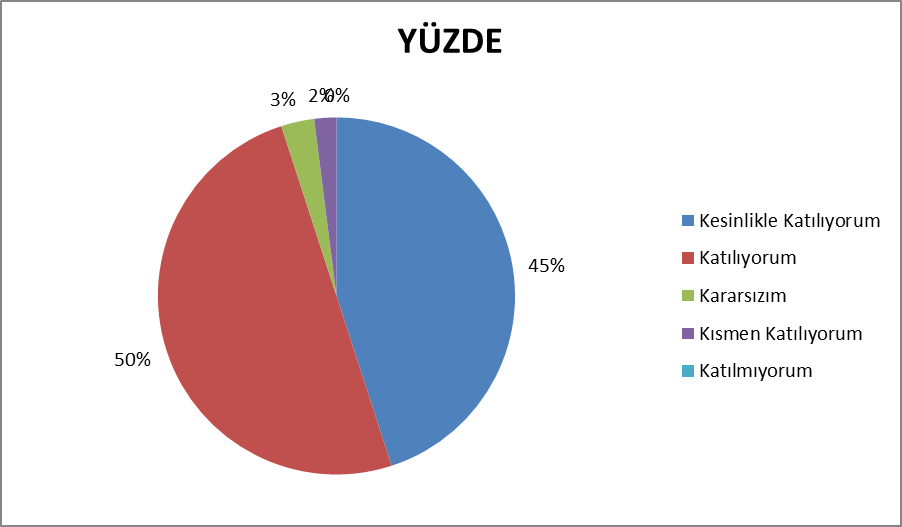 YÜZDE
3%
2%
0%
45%
50%
Kesinlikle Katılıyorum
Katılıyorum
Kararsızım
Kısmen Katılıyorum
Katılmıyorum